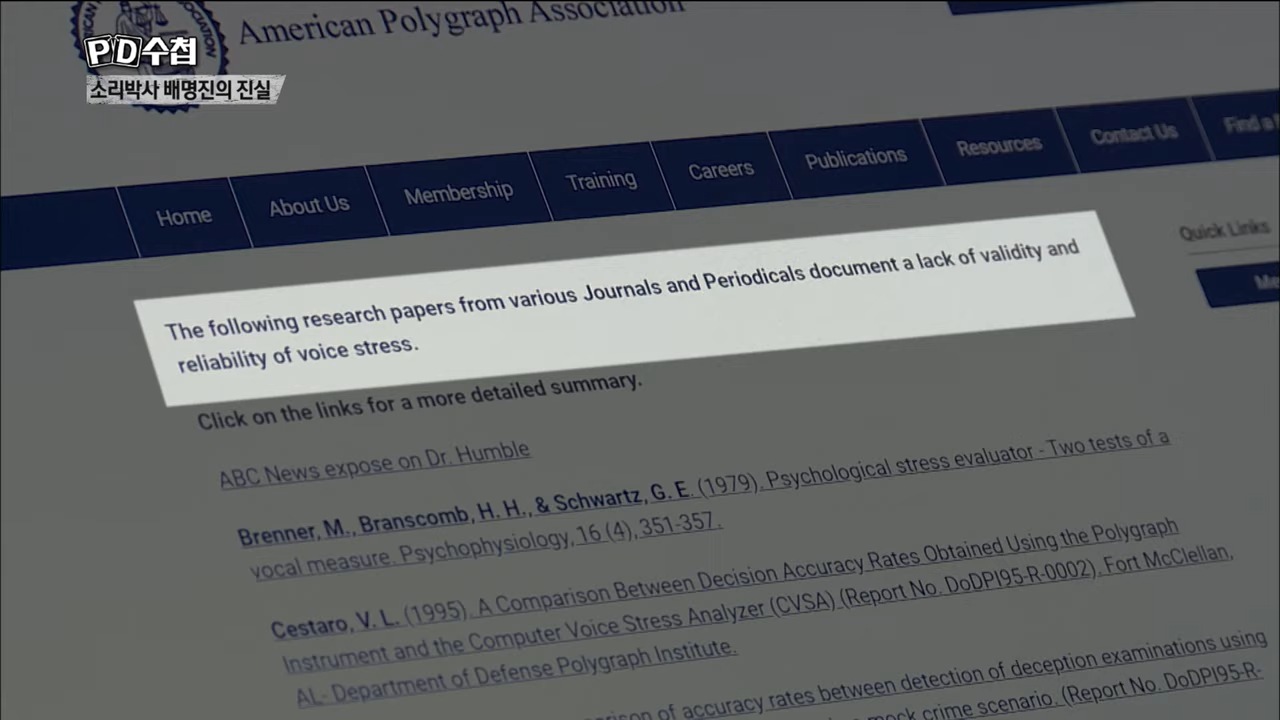 American Polygraph Association
PD수첩
소리박사 배명진의 진실
Home
About Us
Membership
Training
Careers
Publications
Resources
Contact Us
Find a
Quick Links
The following research papers from various Journals and Periodicals document a lack of validity and
reliability of voice stress.
Click on the links for a more detailed summary.
ABC News expose on Dr. Humble
Brenner, M., Branscomb, H. H., & Schwartz, G. E. (1979). Psychological stress evaluator - Two tests of a
vocal measure. Psychophysiology, 16 (4), 351-357.
Cestaro, V. L. (1995). A Comparison Between Decision Accuracy Rates Obtained Using the Polygraph
Instrument and the Computer Voice Stress Analyzer (CVSA) (Report No. DoDPI95-R-0002). Fort McClellan,
AL- Department of Defense Polygraph Institute.
of accuracy rates between detection of deception examinations using
mock crime scenario. (Report No. DoDPI95-R-